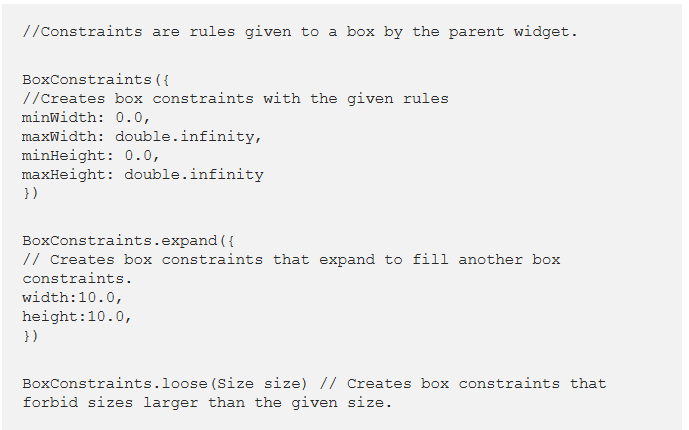 //Constraints are rules given to a box by the parent widget.
BoxConstraints({
//Creates box constraints with the given rules
minWidth: 0.0,
maxWidth: double.infinity,
minHeight: 0.0,
maxHeight: double.infinity
})
BoxConstraints.expand({
// Creates box constraints that expand to fill another box
constraints.
width:10.0,
height:10.0,
})
BoxConstraints.loose(Size size) // Creates box constraints that
forbid sizes larger than the given size.